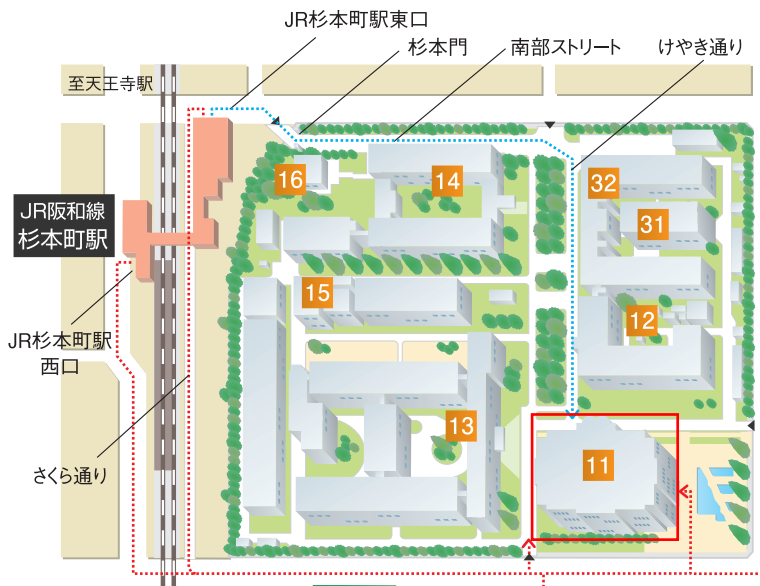 JR杉本町駅東口
杉本門
南部ストリート
けやき通り
至天王寺駅
16
14
32
31
JR阪和線
杉本町駅
15
12
JR杉本町駅
西口
13
11
さくら通り